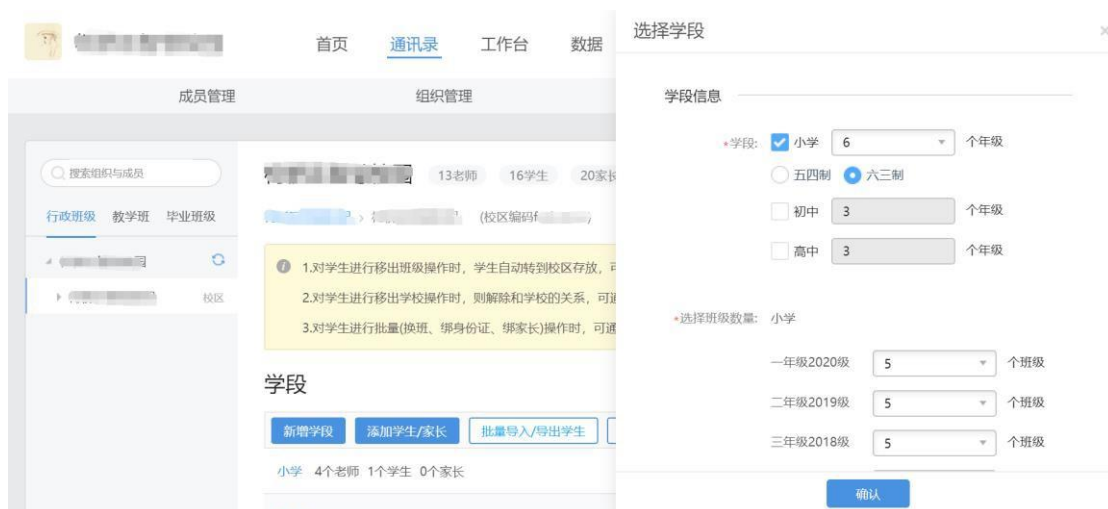 首页 通讯录 工作台 数据
成员管理 组织管理
搜索组织与成员
行政班级 教学班 毕业班级
校区
13老师 16学生 20家长
(校区编码
1.对学生进行移出班级操作时，学生自动转到校区存放，
2.对学生进行移出学校操作时，则解除和学校的关系，可通
3.对学生进行批量(换班、绑身份证、绑家长)操作时，可通
学段
新增学段 添加学生/家长 批量导入/导出学生
小学 4个老师 1个学生 0个家长
选择学段
学段信息
*学段: 小学 6 个年级
五四制 六三制
初中 3 个年级
高中 3 个年级
*选择班级数量: 小学
一年级2020级 5 个班级
二年级2019级 5 个班级
三年级2018级 5 个班级
确认